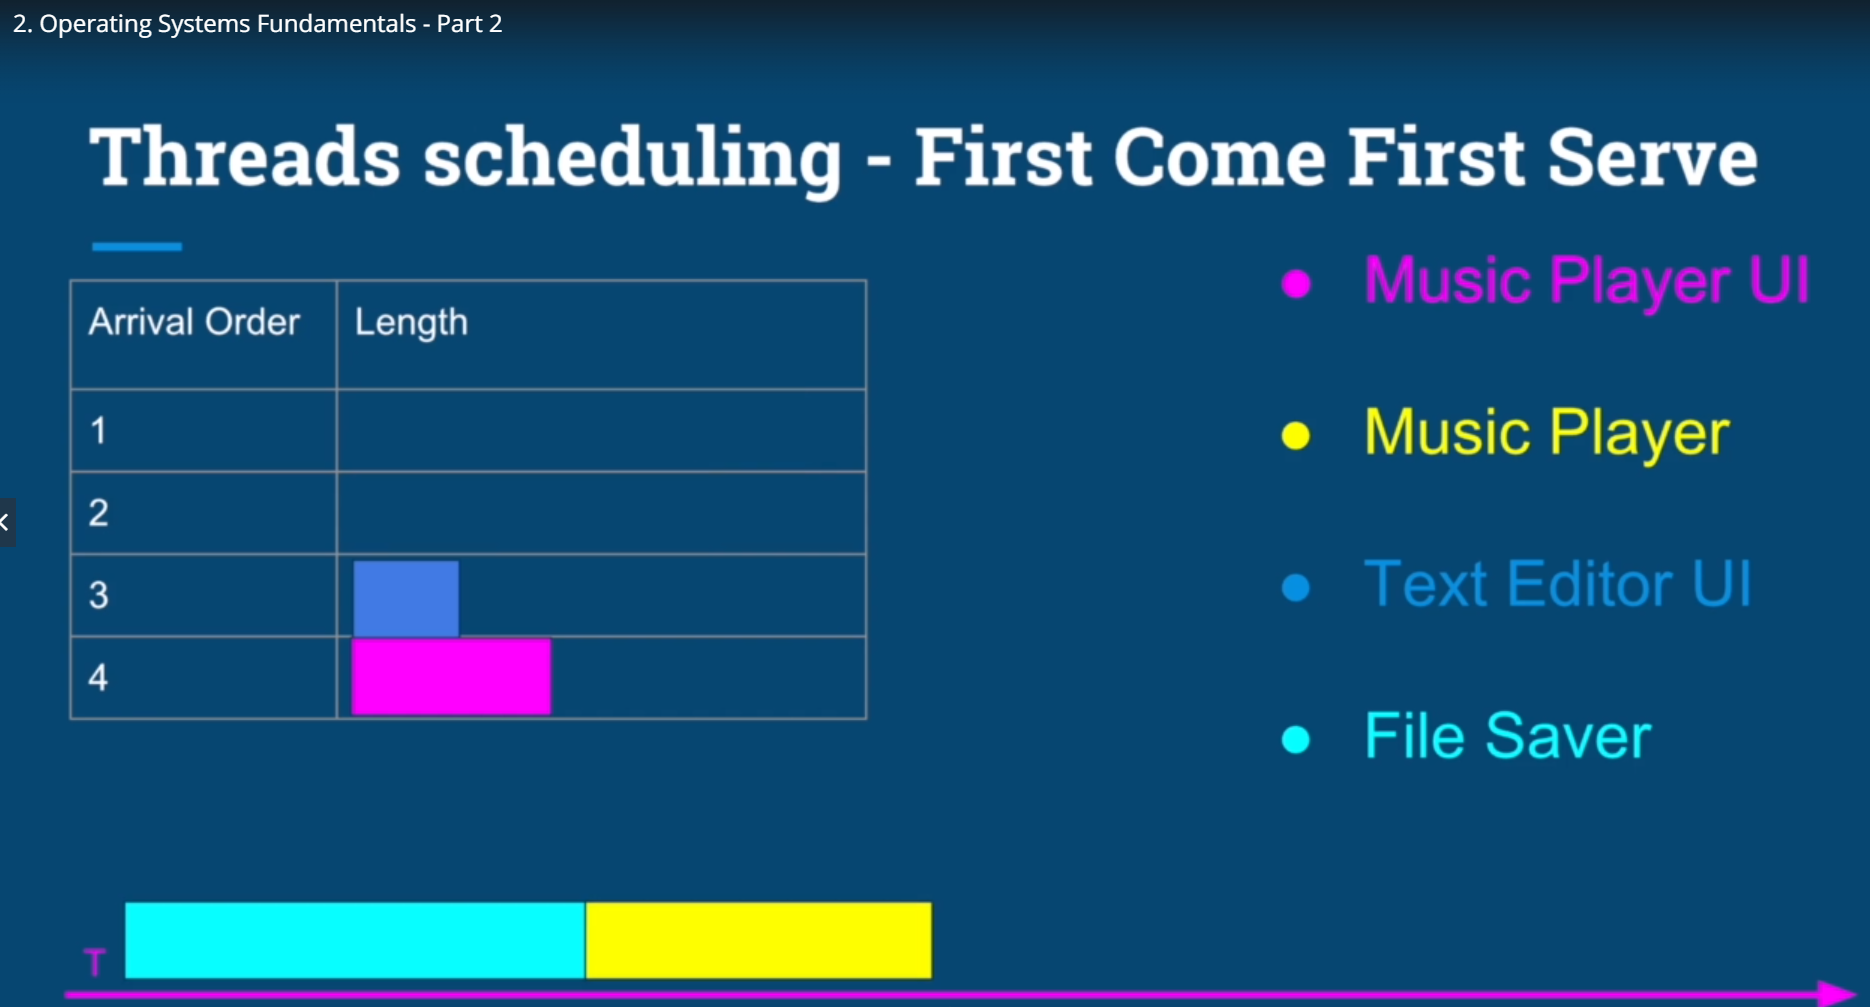 2. Operating Systems Fundamentals - Part 2
Threads scheduling - First Come First Serve
Arrival Order Length
1
2
3
4
Music Player UI
Music Player
Text Editor UI
File Saver
T